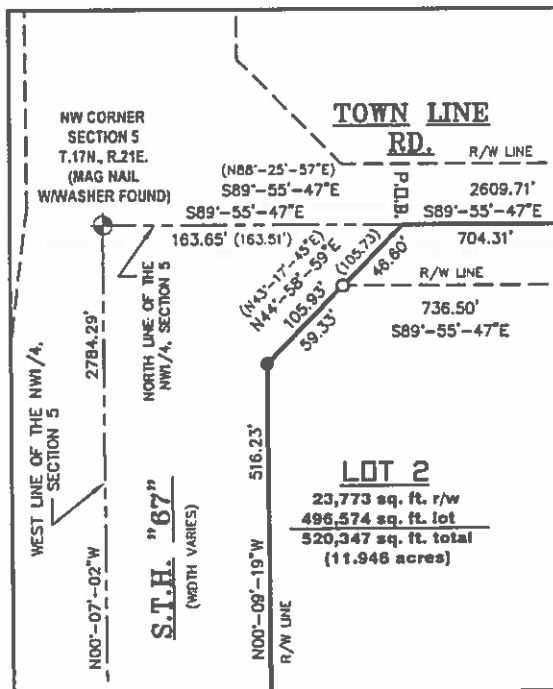 NW CORNER
SECTION 5
T.17N., R.21E.
(MAG NAIL
W/WASHER FOUND)
TOWN LINE
RD.
R/W LINE
(N88°-25'-57"E)
S89°-55'-47"E
S89°-55'-47"E
163.65' (163.51')
P.O.B.
2609.71'
S89°-55'-47"E
704.31'
(N43°-17'-45"E)
N44°-58'-59"E
(105.73)
105.93'
46.60'
59.33'
R/W LINE
736.50'
S89°-55'-47"E
2784.29'
NORTH LINE OF THE
NW1/4, SECTION 5
WEST LINE OF THE NW1/4,
SECTION 5
N00°-07'-02"W
S.T.H. "67"
(WIDTH VARIES)
516.23'
N00°-09'-19"W
R/W LINE
LOT 2
23,773 sq. ft. r/w
496,574 sq. ft. lot
520,347 sq. ft. total
(11.946 acres)